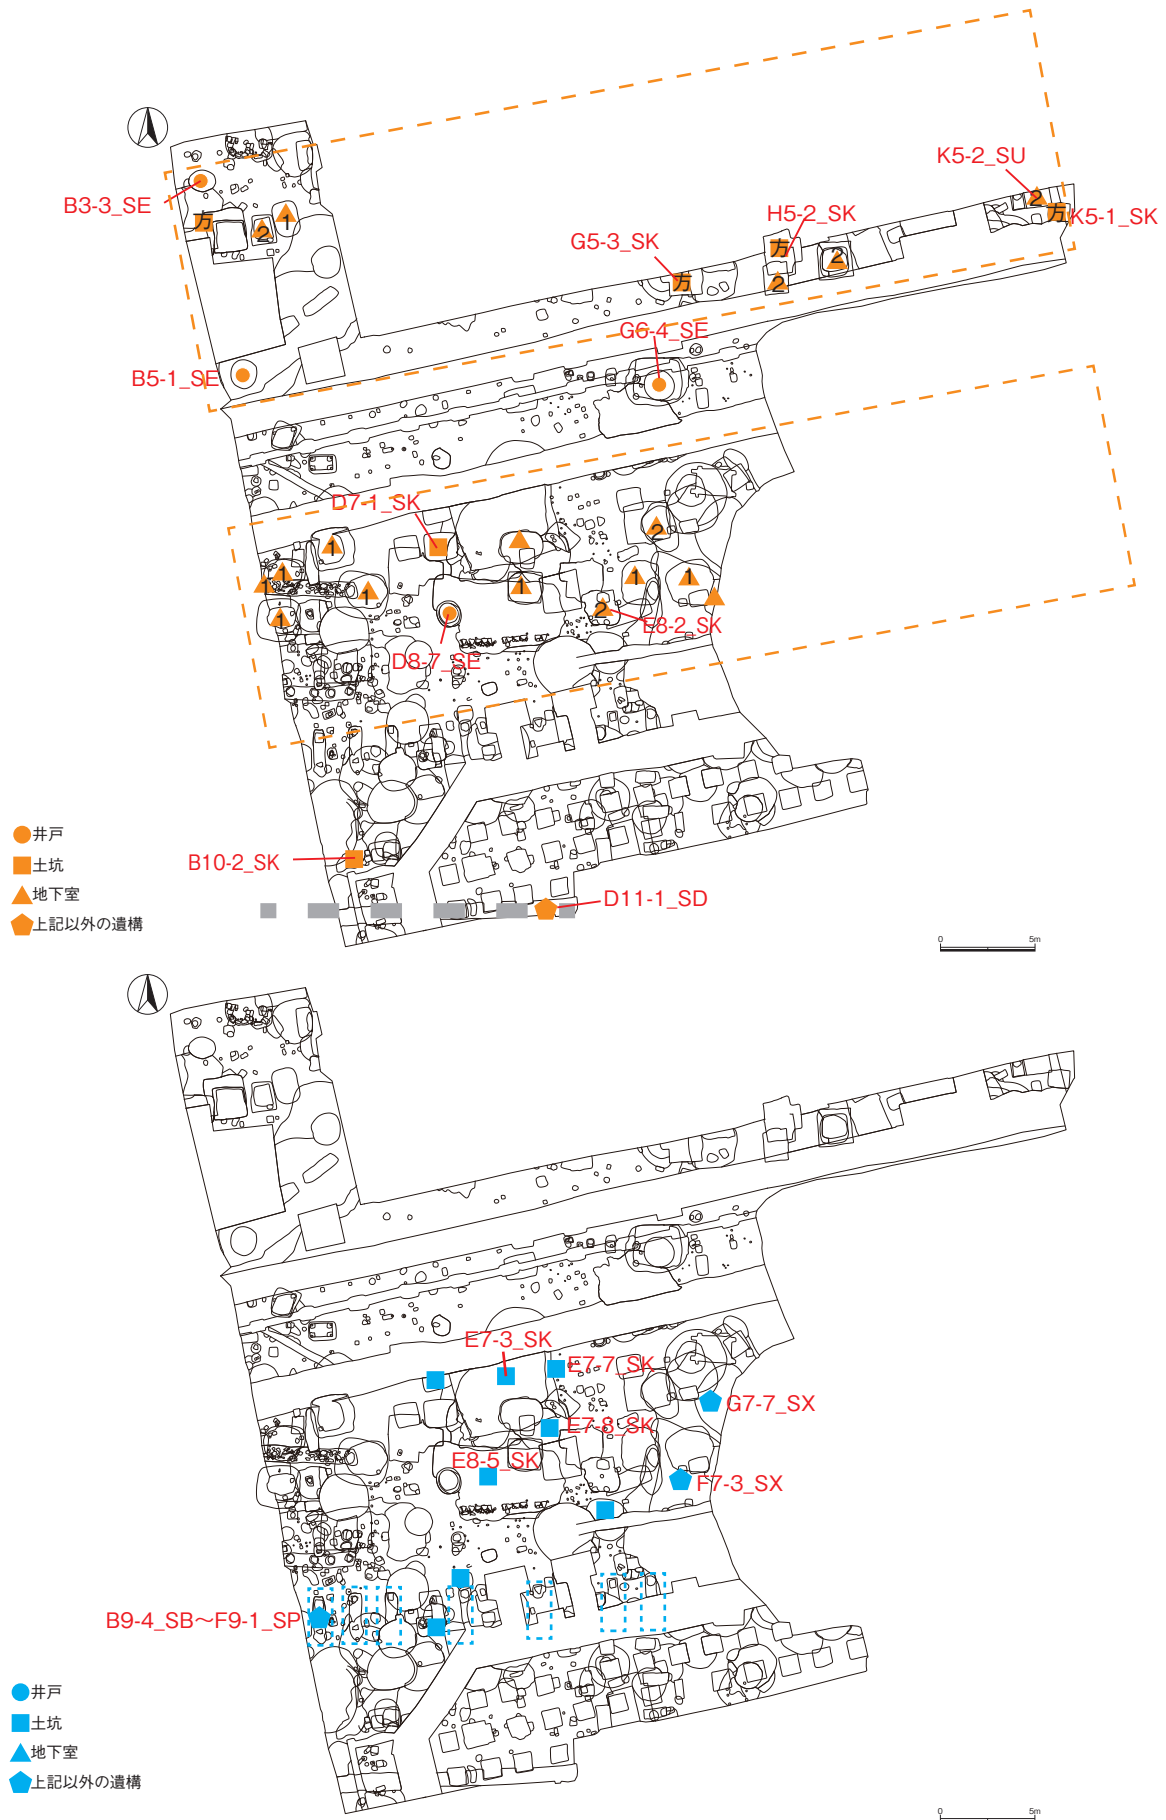 K5-2_SU
B3-3_SE
2
方
1
H5-2_SK
方
K5-1_SK
方
2
G5-3_SK
方
2
2
G6-4_SE
B5-1_SE
D7-1_SK
1
2
1
1
1
1
1
1
1
2
E8-2_SK
D8-7_SE
井戸
土坑
地下室
上記以外の遺構
B10-2_SK
D11-1_SD
0
5m
E7-3_SK
E7-7_SK
G7-7_SX
E7-8_SK
E8-5_SK
F7-3_SX
B9-4_SB～F9-1_SP
井戸
土坑
地下室
上記以外の遺構
0
5m